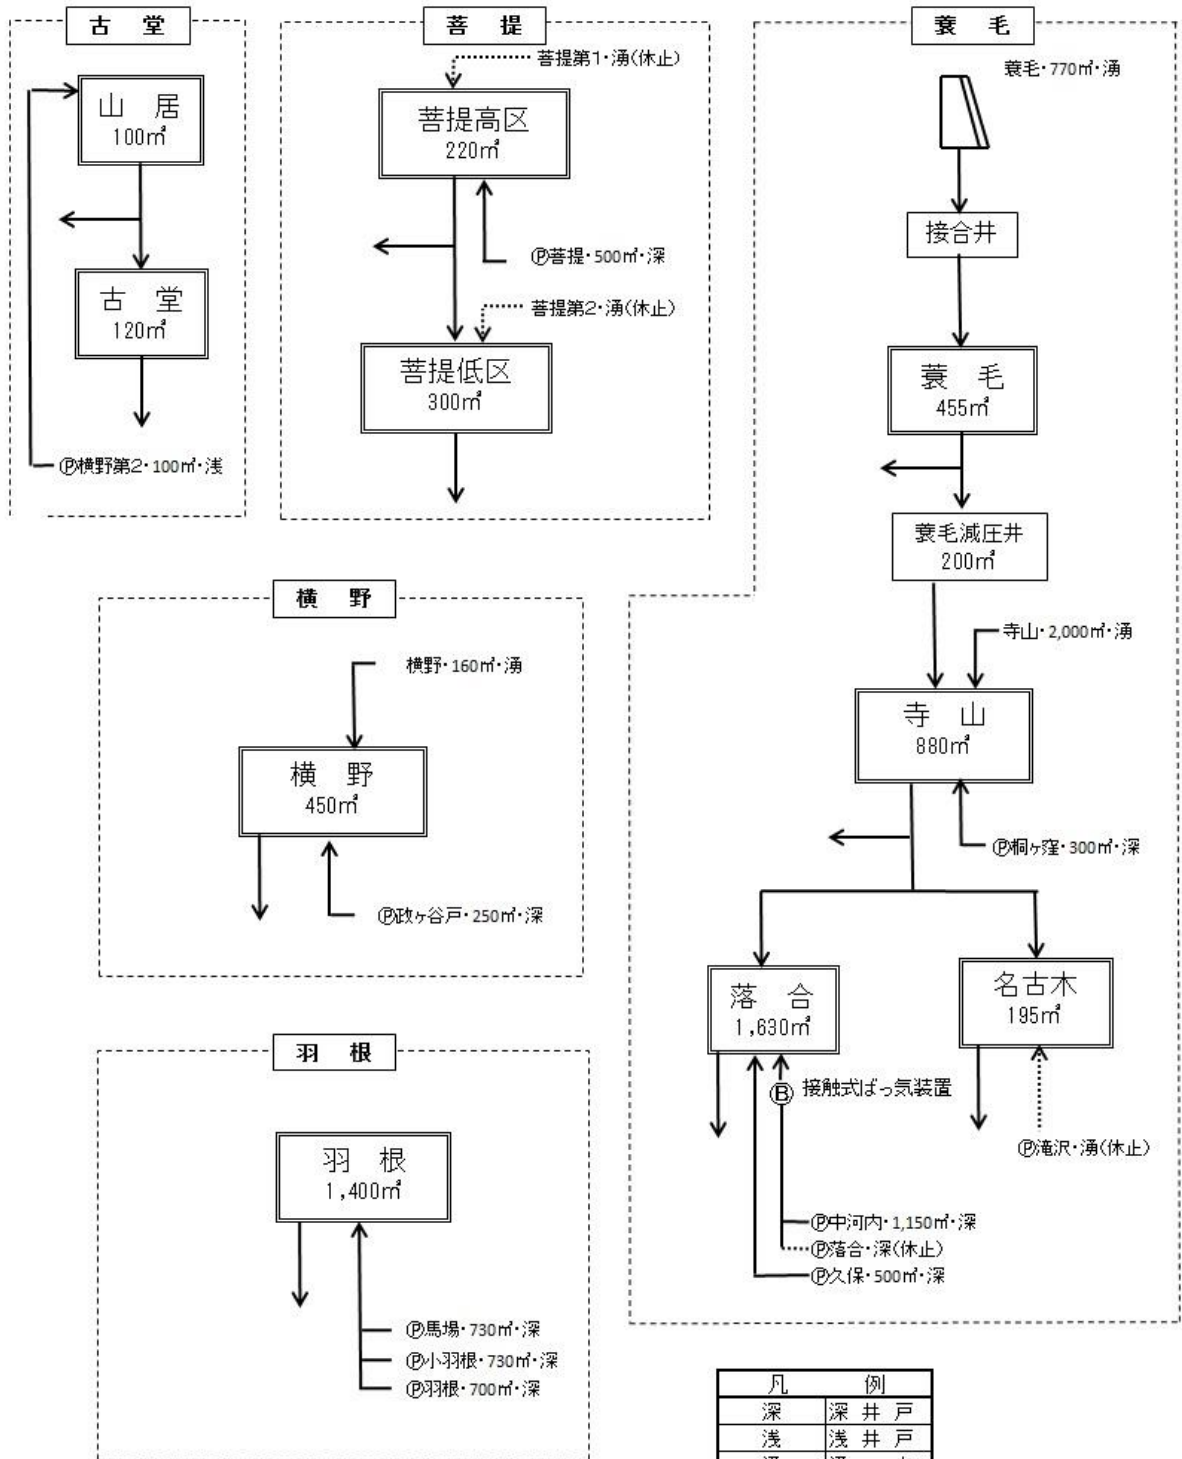 古堂
山居
100㎥
古堂
120㎥
Ⓟ横野第2・100㎥・浅
菩提
菩提第1・湧(休止)
菩提高区
220㎥
Ⓟ菩提・500㎥・深
菩提第2・湧(休止)
菩提低区
300㎥
蓑毛
蓑毛・770㎥・湧
接合井
蓑毛
455㎥
蓑毛減圧井
200㎥
寺山・2,000㎥・湧
寺山
880㎥
Ⓟ桐ヶ窪・300㎥・深
落合
1,630㎥
名古木
195㎥
Ⓑ 接触式ばっ気装置
Ⓟ滝沢・湧(休止)
Ⓟ中河内・1,150㎥・深
Ⓟ落合・深(休止)
Ⓟ久保・500㎥・深
横野
横野・160㎥・湧
横野
450㎥
Ⓟ政ヶ谷戸・250㎥・深
羽根
羽根
1,400㎥
Ⓟ馬場・730㎥・深
Ⓟ小羽根・730㎥・深
Ⓟ羽根・700㎥・深
凡例
深 深井戸
浅 浅井戸